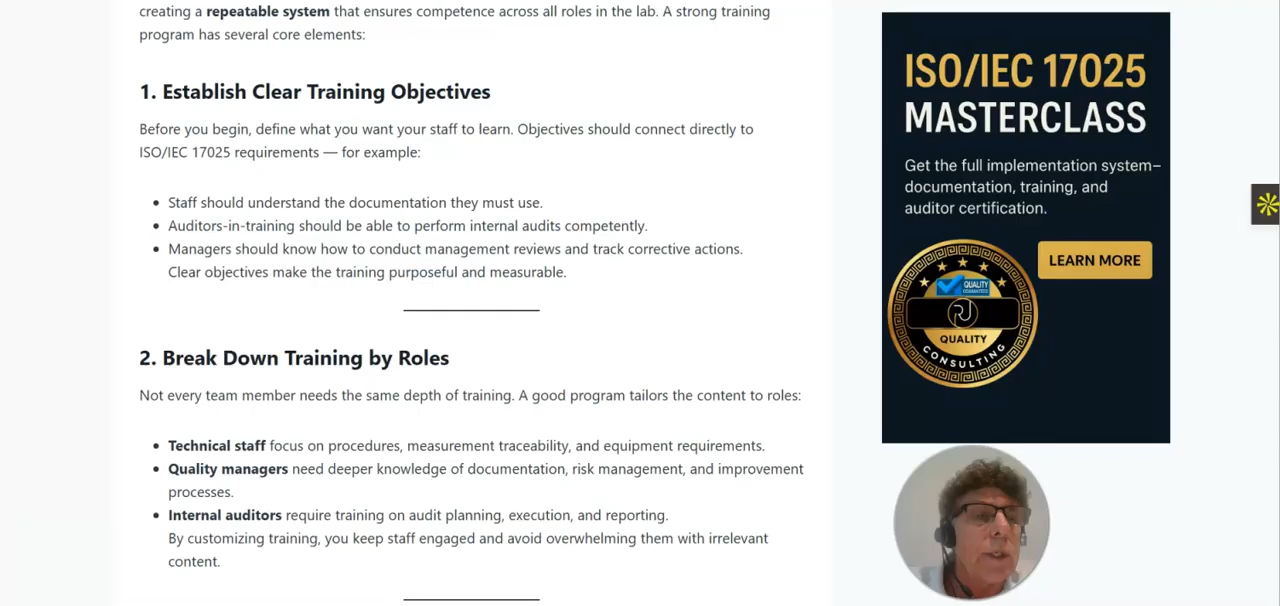 creating a repeatable system that ensures competence across all roles in the lab. A strong training
program has several core elements:
1. Establish Clear Training Objectives
Before you begin, define what you want your staff to learn. Objectives should connect directly to
ISO/IEC 17025 requirements — for example:
• Staff should understand the documentation they must use.
• Auditors-in-training should be able to perform internal audits competently.
• Managers should know how to conduct management reviews and track corrective actions.
Clear objectives make the training purposeful and measurable.
2. Break Down Training by Roles
Not every team member needs the same depth of training. A good program tailors the content to roles:
• Technical staff focus on procedures, measurement traceability, and equipment requirements.
• Quality managers need deeper knowledge of documentation, risk management, and improvement
processes.
• Internal auditors require training on audit planning, execution, and reporting.
By customizing training, you keep staff engaged and avoid overwhelming them with irrelevant
content.
ISO/IEC 17025
MASTERCLASS
Get the full implementation system–
documentation, training, and
auditor certification.
LEARN MORE
QUALITY
QUALITY
CONSULTING